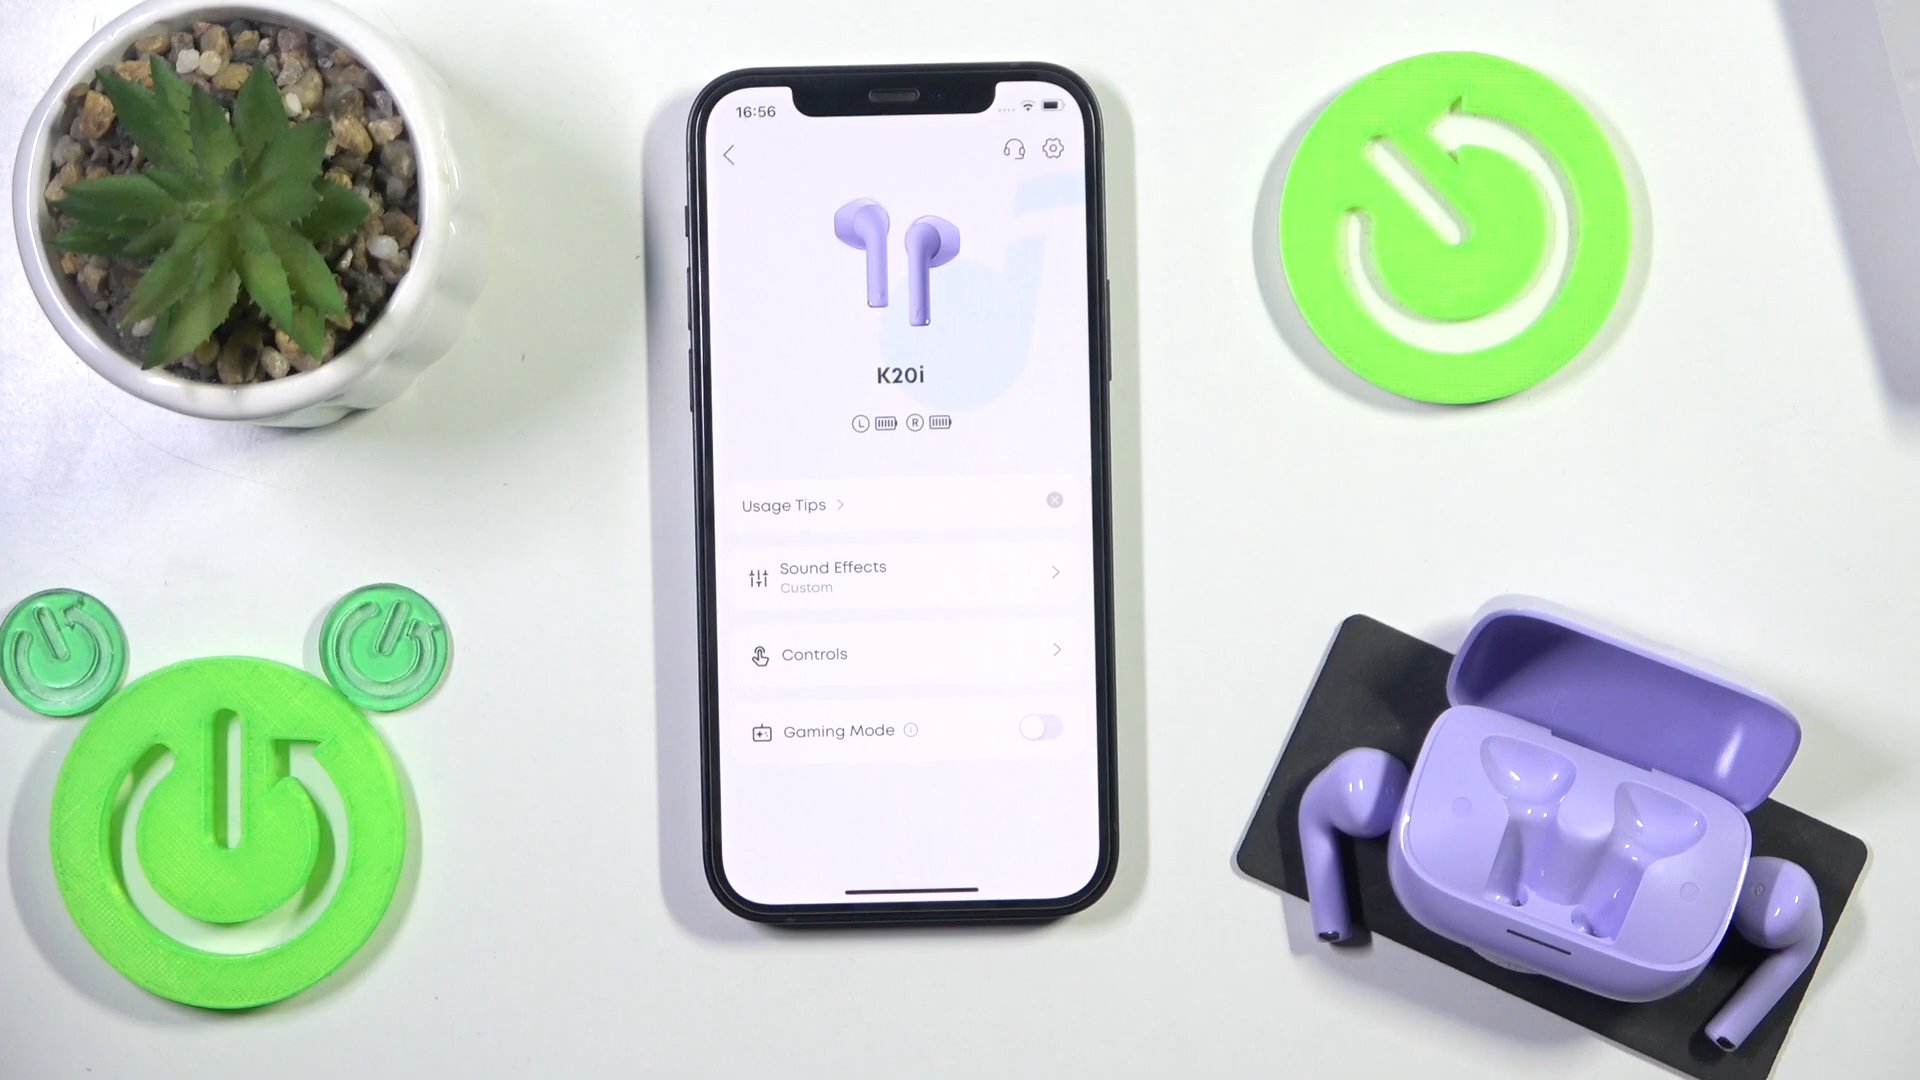 16:56
K20i
L R
Usage Tips
Sound Effects
Custom
Controls
Gaming Mode